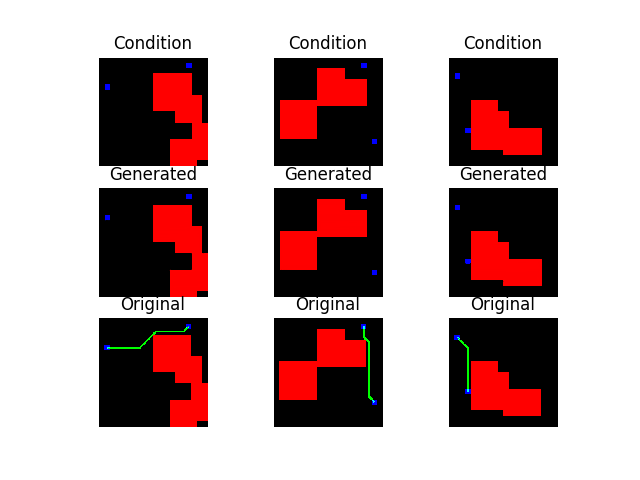 Condition Condition Condition
Generated Generated Generated
Original Original Original